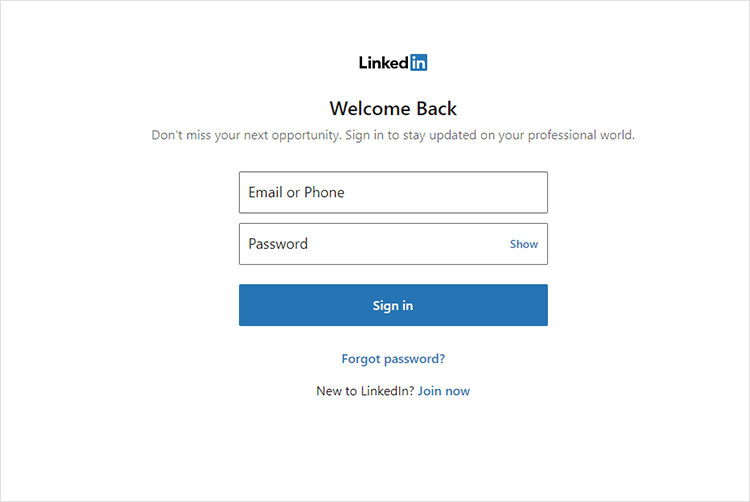 Linkedin
Welcome Back
Don't miss your next opportunity. Sign in to stay updated on your professional world.
Email or Phone
Password Show
Sign in
Forgot password?
New to LinkedIn? Join now